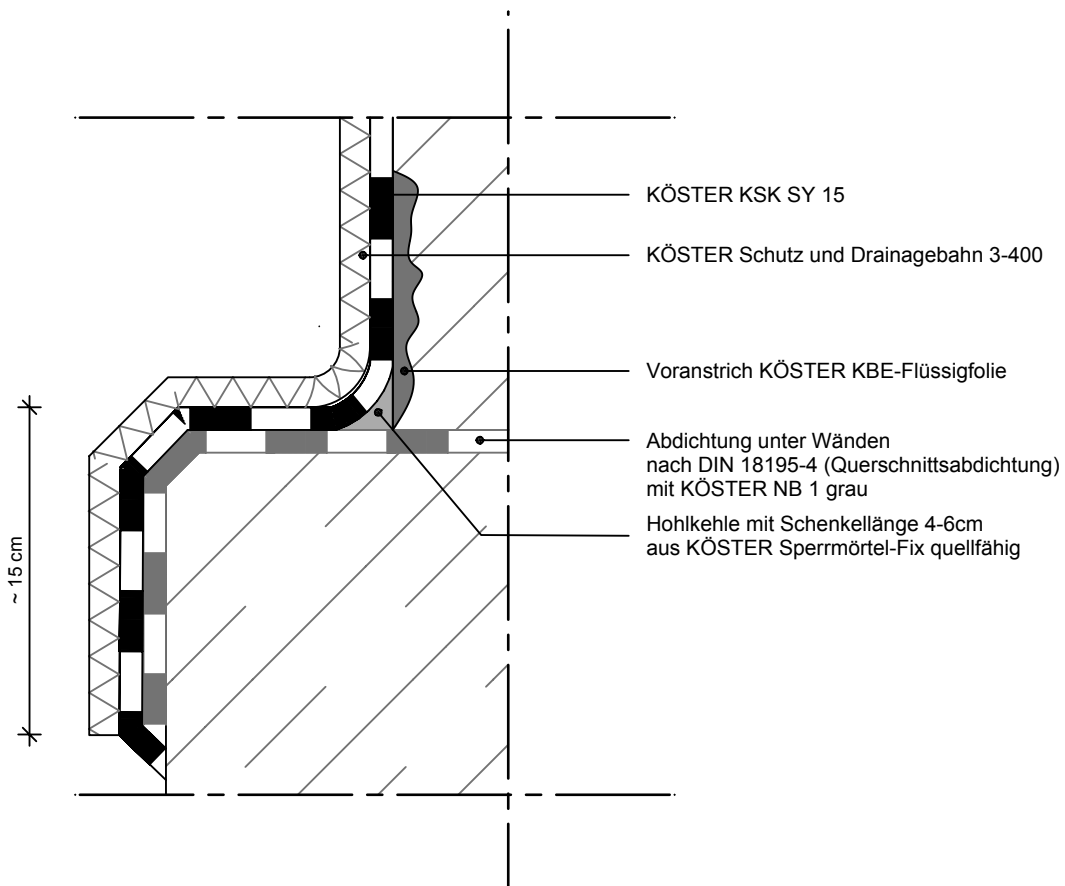 KÖSTER KSK SY 15
KÖSTER Schutz und Drainagebahn 3-400
Voranstrich KÖSTER KBE-Flüssigfolie
Abdichtung unter Wänden
nach DIN 18195-4 (Querschnittsabdichtung)
mit KÖSTER NB 1 grau
Hohlkehle mit Schenkellänge 4-6cm
aus KÖSTER Sperrmörtel-Fix quellfähig
~ 15 cm